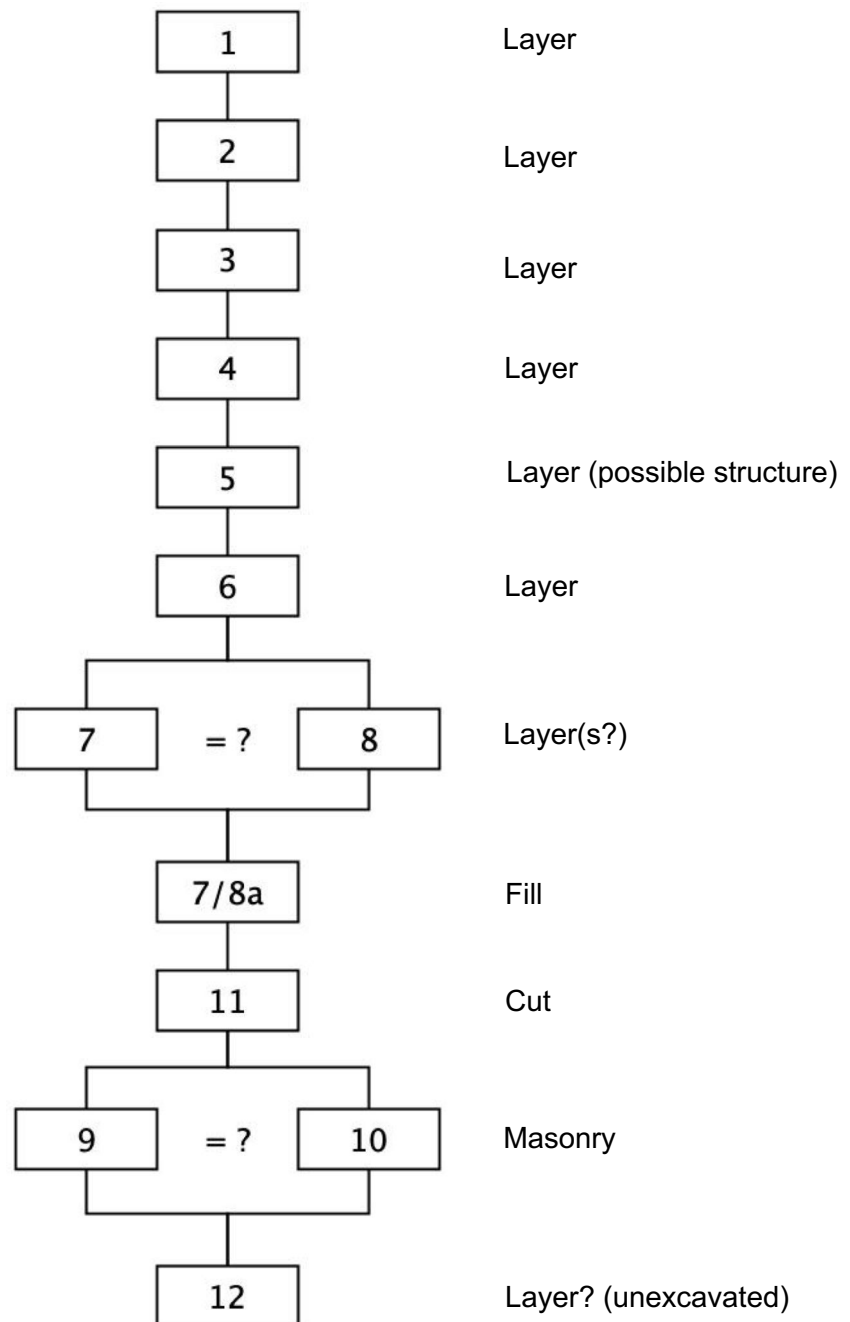 1 Layer
2 Layer
3 Layer
4 Layer
5 Layer (possible structure)
6 Layer
7 = ? 8 Layer(s?)
7/8a Fill
11 Cut
9 = ? 10 Masonry
12 Layer? (unexcavated)